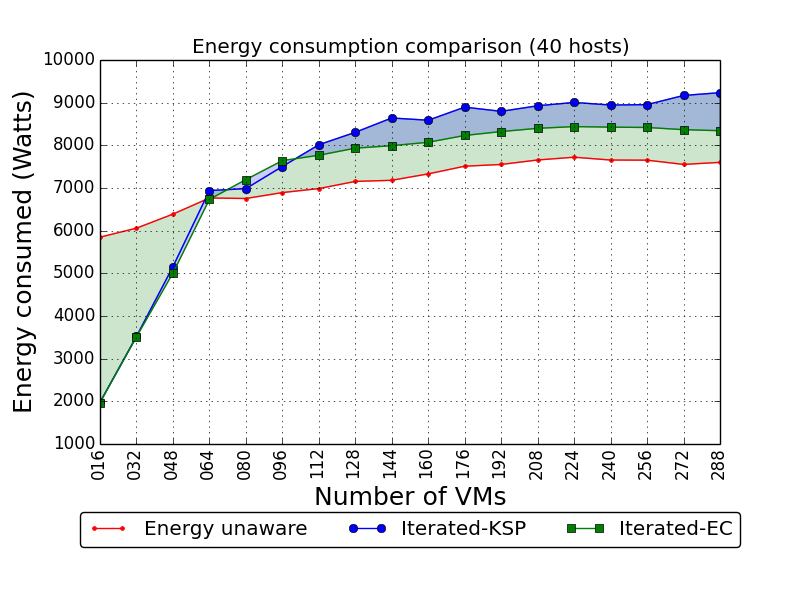 Energy consumption comparison (40 hosts)
10000
9000
8000
7000
6000
5000
4000
3000
2000
1000
Energy consumed (Watts)
016 032 048 064 080 096 112 128 144 160 176 192 208 224 240 256 272 288
Number of VMs
Energy unaware Iterated-KSP Iterated-EC